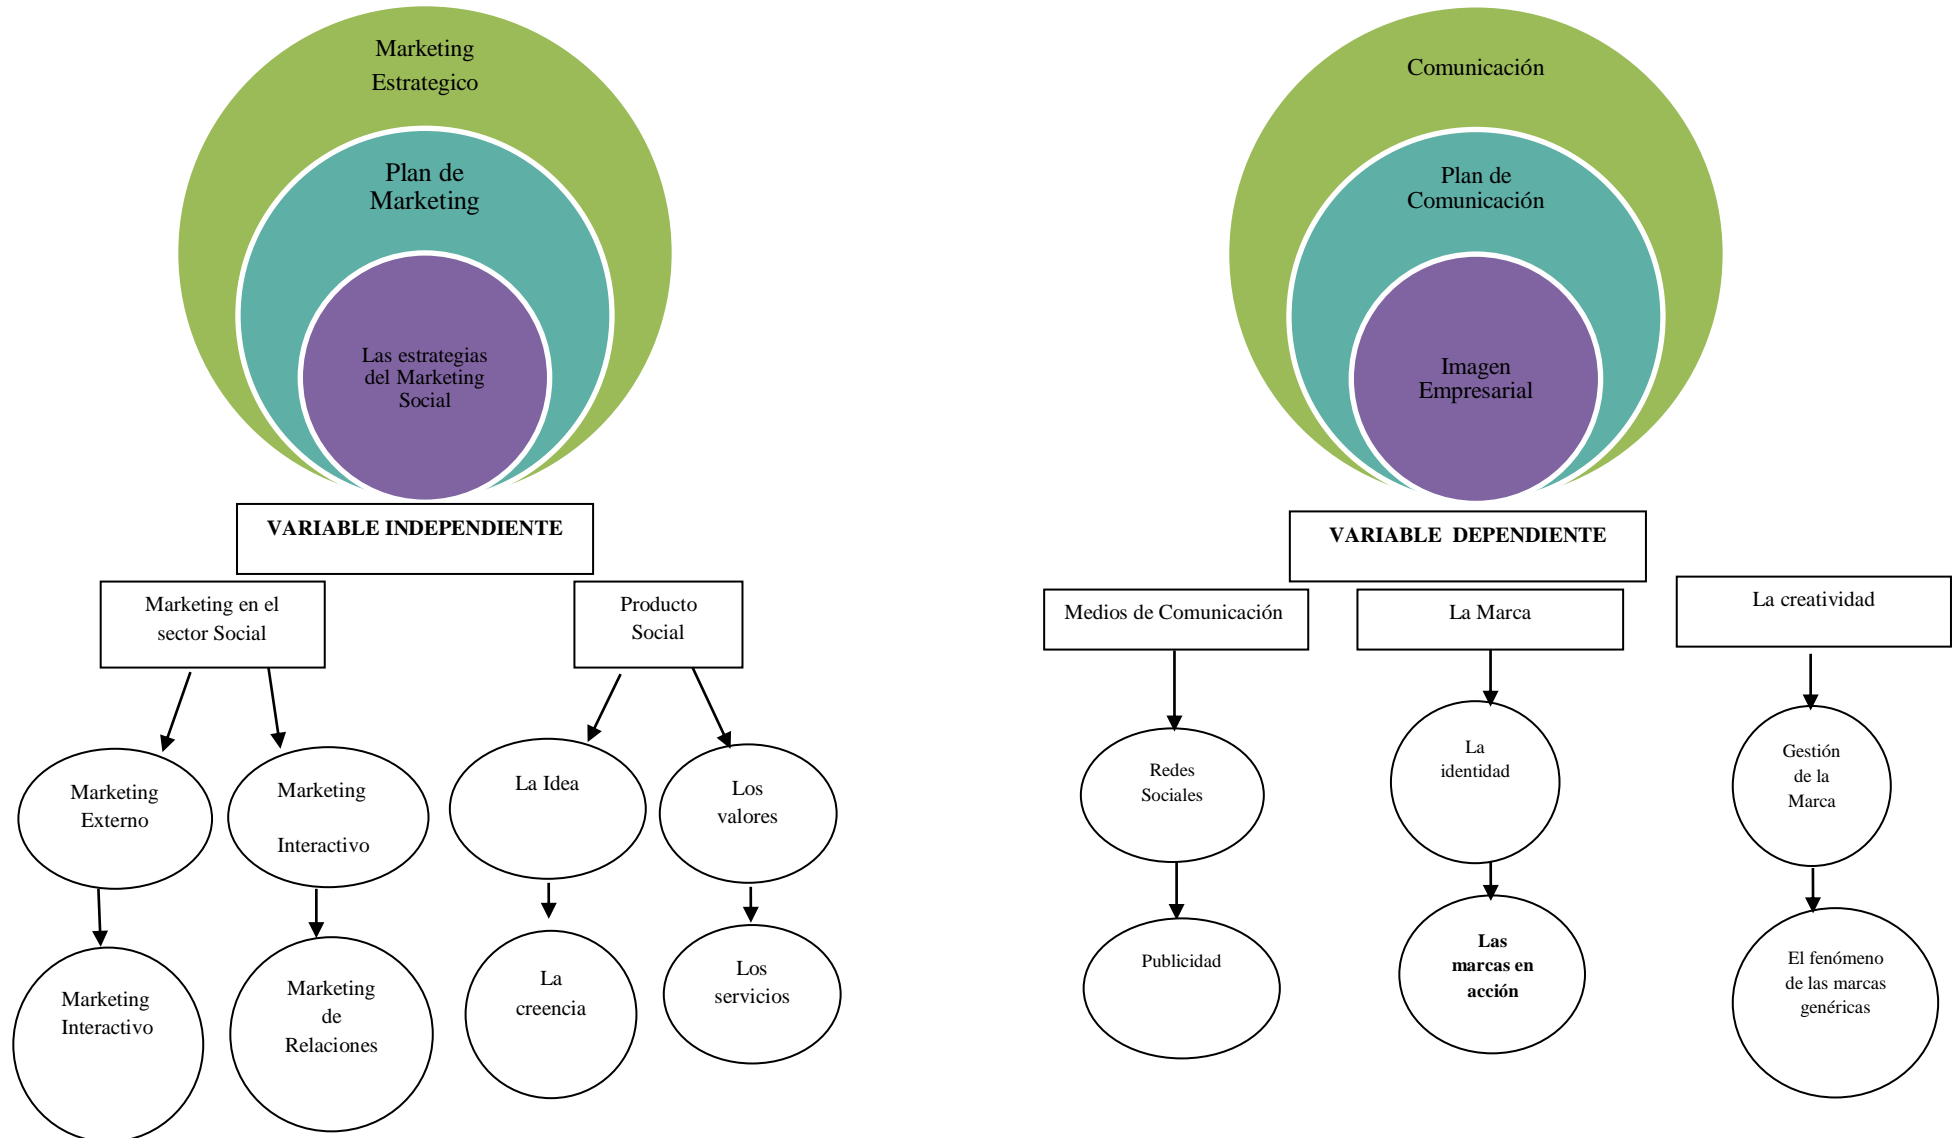 Marketing
Estrategico
Plan de
Marketing
Las estrategias
del Marketing
Social
VARIABLE INDEPENDIENTE
Marketing en el
sector Social
Producto
Social
Marketing
Externo
Marketing
Interactivo
La Idea
Los
valores
Marketing
Interactivo
Marketing
de
Relaciones
La
creencia
Los
servicios
Comunicación
Plan de
Comunicación
Imagen
Empresarial
VARIABLE DEPENDIENTE
Medios de Comunicación
La Marca
La creatividad
Redes
Sociales
La
identidad
Gestión
de la
Marca
Publicidad
Las
marcas en
acción
El fenómeno
de las marcas
genéricas